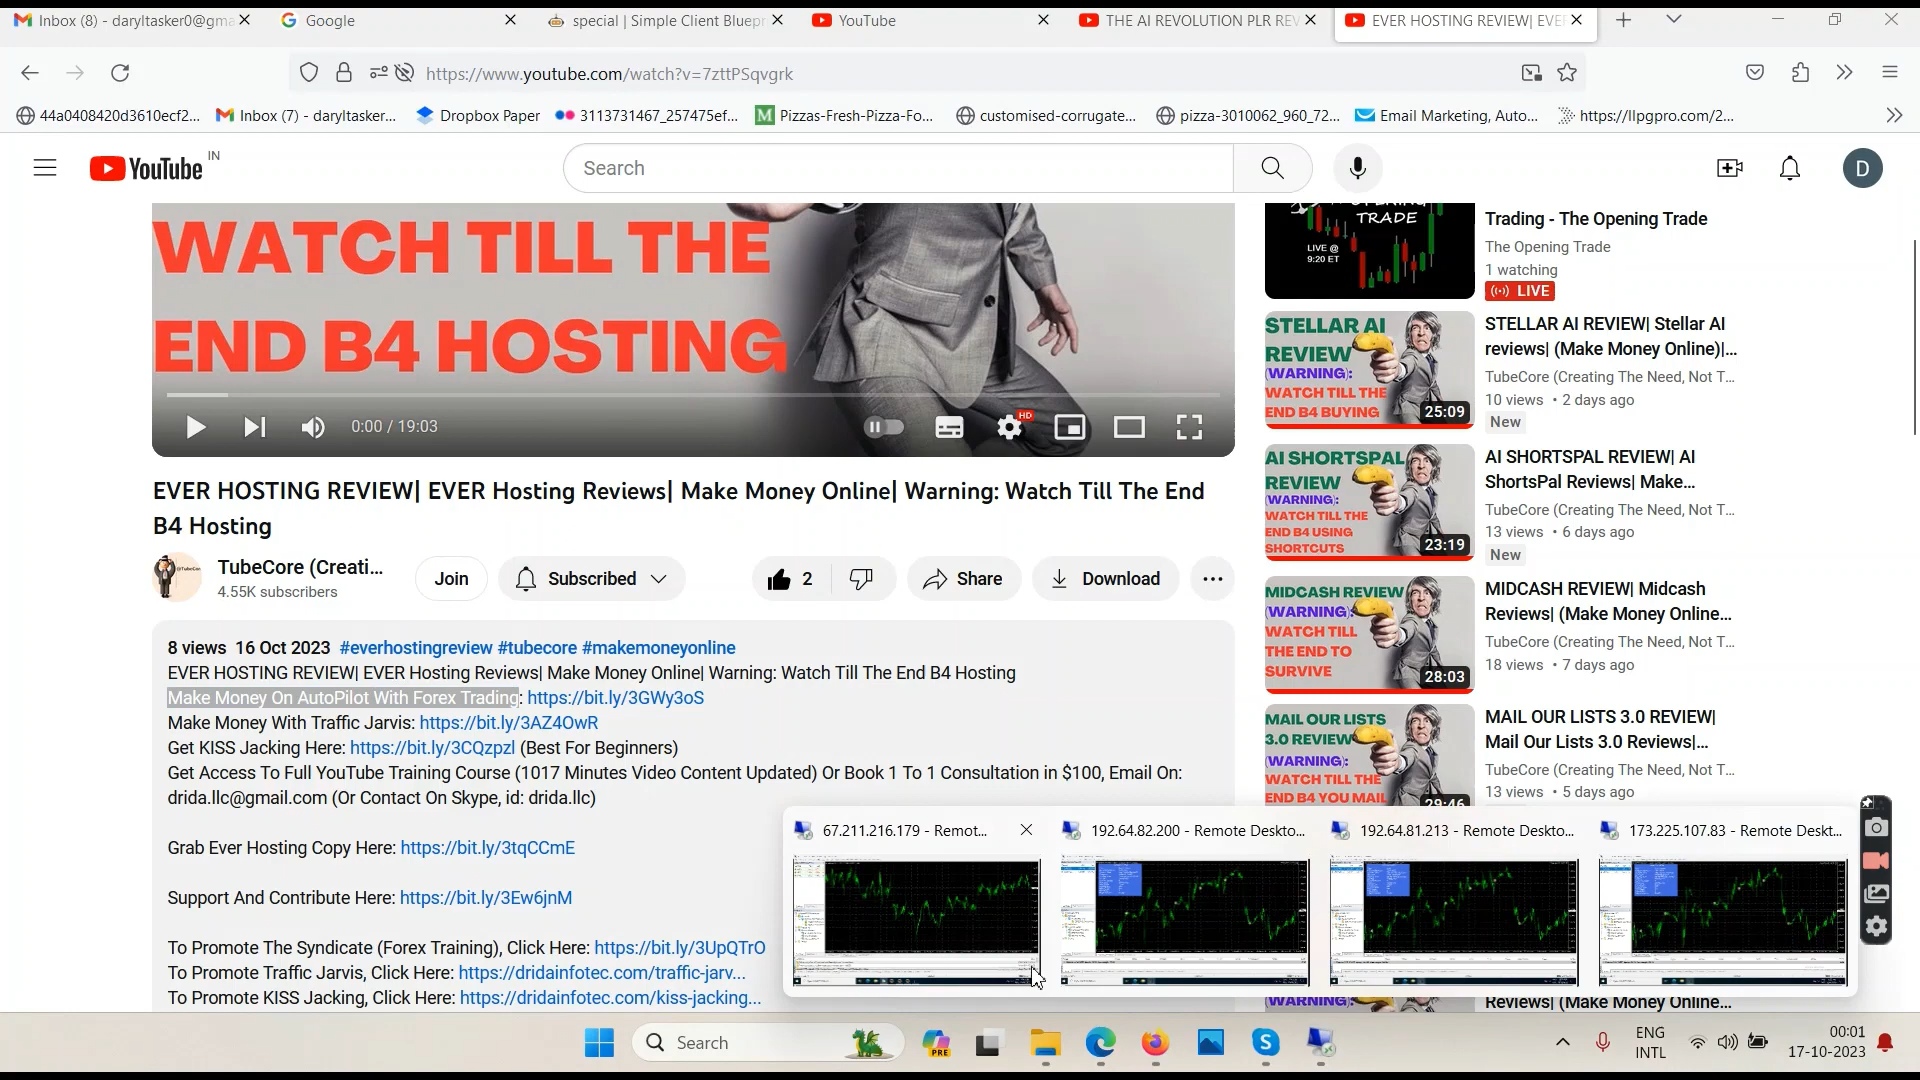 Inbox (8) - daryltasker0@gma
Google
special | Simple Client Bluepr
YouTube
THE AI REVOLUTION PLR REV
EVER HOSTING REVIEW| EVE
https://www.youtube.com/watch?v=7zttPSqvgrk
44a0408420d3610ecf2...
Inbox (7) - daryltasker...
Dropbox Paper
3113731467_257475ef...
Pizzas-Fresh-Pizza-Fo...
customised-corrugate...
pizza-3010062_960_72...
Email Marketing, Auto...
https://llpgpro.com/2...
YouTube IN
Search
D
WATCH TILL THE
END B4 HOSTING
0:00 / 19:03
HD
EVER HOSTING REVIEW| EVER Hosting Reviews| Make Money Online| Warning: Watch Till The End
B4 Hosting
TubeCore (Creati...
4.55K subscribers
Join
Subscribed
2
Share
Download
8 views 16 Oct 2023 #everhostingreview #tubecore #makemoneyonline
EVER HOSTING REVIEW| EVER Hosting Reviews| Make Money Online| Warning: Watch Till The End B4 Hosting
Make Money On AutoPilot With Forex Trading: https://bit.ly/3GWy3oS
Make Money With Traffic Jarvis: https://bit.ly/3AZ4OwR
Get KISS Jacking Here: https://bit.ly/3CQzpzl (Best For Beginners)
Get Access To Full YouTube Training Course (1017 Minutes Video Content Updated) Or Book 1 To 1 Consultation in $100, Email On:
drida.llc@gmail.com (Or Contact On Skype, id: drida.llc)
Grab Ever Hosting Copy Here: https://bit.ly/3tqCCmE
Support And Contribute Here: https://bit.ly/3Ew6jnM
To Promote The Syndicate (Forex Training), Click Here: https://bit.ly/3UpQTrO
To Promote Traffic Jarvis, Click Here: https://dridainfotec.com/traffic-jarv...
To Promote KISS Jacking, Click Here: https://dridainfotec.com/kiss-jacking...
TRADE
LIVE @
9:20 ET
Trading - The Opening Trade
The Opening Trade
1 watching
LIVE
STELLAR AI
REVIEW
(WARNING):
WATCH TILL THE
END B4 BUYING
25:09
STELLAR AI REVIEW| Stellar AI
reviews| (Make Money Online)|...
TubeCore (Creating The Need, Not T...
10 views • 2 days ago
New
AI SHORTSPAL
REVIEW
(WARNING):
WATCH TILL THE
END B4 USING
SHORTCUTS
23:19
AI SHORTSPAL REVIEW| AI
ShortsPal Reviews| Make...
TubeCore (Creating The Need, Not T...
13 views • 6 days ago
New
MIDCASH REVIEW
(WARNING):
WATCH TILL
THE END TO
SURVIVE
28:03
MIDCASH REVIEW| Midcash
Reviews| (Make Money Online...
TubeCore (Creating The Need, Not T...
18 views • 7 days ago
MAIL OUR LISTS
3.0 REVIEW
(WARNING):
WATCH TILL THE
END B4 YOU MAIL
29:46
MAIL OUR LISTS 3.0 REVIEW|
Mail Our Lists 3.0 Reviews|...
TubeCore (Creating The Need, Not T...
13 views • 5 days ago
67.211.216.179 - Remot...
192.64.82.200 - Remote Deskto...
192.64.81.213 - Remote Deskto...
173.225.107.83 - Remote Deskt...
(WARNING):
Reviews| (Make Money Online...
Search
PRE
ENG
INTL
00:01
17-10-2023